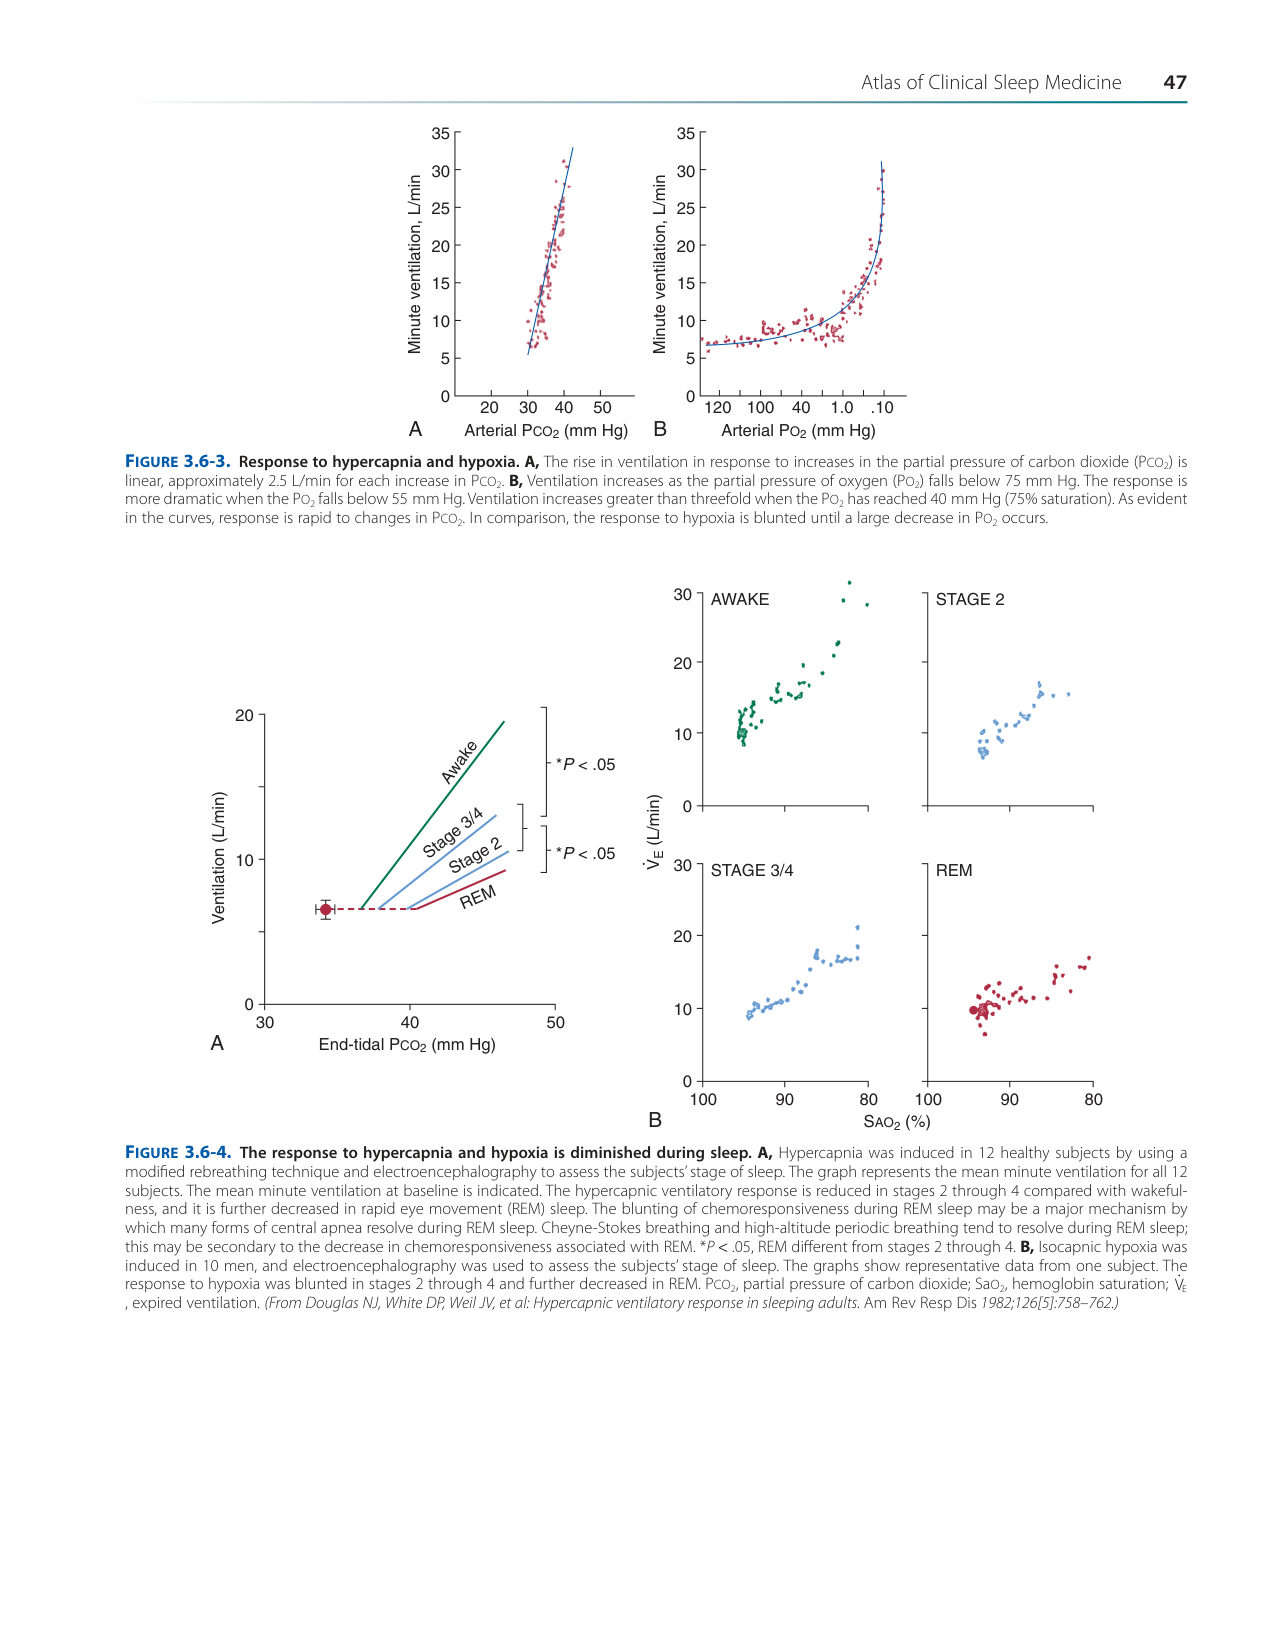 Atlas of Clinical Sleep Medicine 47
35
30
25
20
15
10
5
0
Minute ventilation, L/min
20 30 40 50
Arterial PCO2 (mm Hg)
A
35
30
25
20
15
10
5
0
Minute ventilation, L/min
120 100 40 1.0 .10
Arterial PO2 (mm Hg)
B
FIGURE 3.6-3. Response to hypercapnia and hypoxia. A, The rise in ventilation in response to increases in the partial pressure of carbon dioxide (PCO2) is
linear, approximately 2.5 L/min for each increase in PCO2. B, Ventilation increases as the partial pressure of oxygen (PO2) falls below 75 mm Hg. The response is
more dramatic when the PO2 falls below 55 mm Hg. Ventilation increases greater than threefold when the PO2 has reached 40 mm Hg (75% saturation). As evident
in the curves, response is rapid to changes in PCO2. In comparison, the response to hypoxia is blunted until a large decrease in PO2 occurs.
20
10
0
Ventilation (L/min)
Awake
Stage 3/4
Stage 2
REM
*P < .05
*P < .05
30 40 50
End-tidal PCO2 (mm Hg)
A
30
20
10
0
AWAKE
STAGE 2
V̇E (L/min)
30
20
10
0
STAGE 3/4
REM
100 90 80
100 90 80
SAO2 (%)
B
FIGURE 3.6-4. The response to hypercapnia and hypoxia is diminished during sleep. A, Hypercapnia was induced in 12 healthy subjects by using a
modified rebreathing technique and electroencephalography to assess the subjects' stage of sleep. The graph represents the mean minute ventilation for all 12
subjects. The mean minute ventilation at baseline is indicated. The hypercapnic ventilatory response is reduced in stages 2 through 4 compared with wakeful-
ness, and it is further decreased in rapid eye movement (REM) sleep. The blunting of chemoresponsiveness during REM sleep may be a major mechanism by
which many forms of central apnea resolve during REM sleep. Cheyne-Stokes breathing and high-altitude periodic breathing tend to resolve during REM sleep;
this may be secondary to the decrease in chemoresponsiveness associated with REM. *P < .05, REM different from stages 2 through 4. B, Isocapnic hypoxia was
induced in 10 men, and electroencephalography was used to assess the subjects' stage of sleep. The graphs show representative data from one subject. The
response to hypoxia was blunted in stages 2 through 4 and further decreased in REM. PCO2, partial pressure of carbon dioxide; SaO2, hemoglobin saturation; V̇E
, expired ventilation. (From Douglas NJ, White DP, Weil JV, et al: Hypercapnic ventilatory response in sleeping adults. Am Rev Resp Dis 1982;126[5]:758–762.)